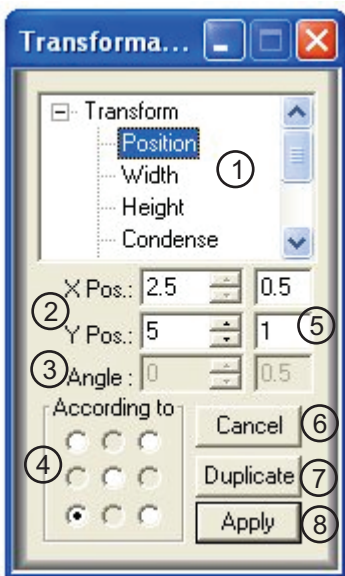 Transforma...
Transform
Position
Width
Height
Condense
1
X Pos.: 2.5 0.5
2
Y Pos.: 5 1
5
3 Angle : 0 0.5
According to
Cancel 6
4
Duplicate 7
Apply 8